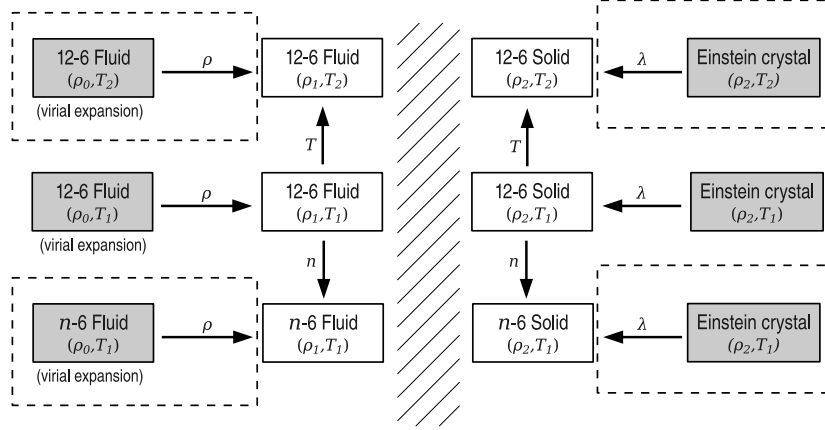 12-6 Fluid
(ρ₀,T₂)
(virial expansion)
ρ
12-6 Fluid
(ρ₁,T₂)
12-6 Solid
(ρ₂,T₂)
λ
Einstein crystal
(ρ₂,T₂)
T
T
12-6 Fluid
(ρ₀,T₁)
(virial expansion)
ρ
12-6 Fluid
(ρ₁,T₁)
12-6 Solid
(ρ₂,T₁)
λ
Einstein crystal
(ρ₂,T₁)
n
n
n-6 Fluid
(ρ₀,T₁)
(virial expansion)
ρ
n-6 Fluid
(ρ₁,T₁)
n-6 Solid
(ρ₂,T₁)
λ
Einstein crystal
(ρ₂,T₁)